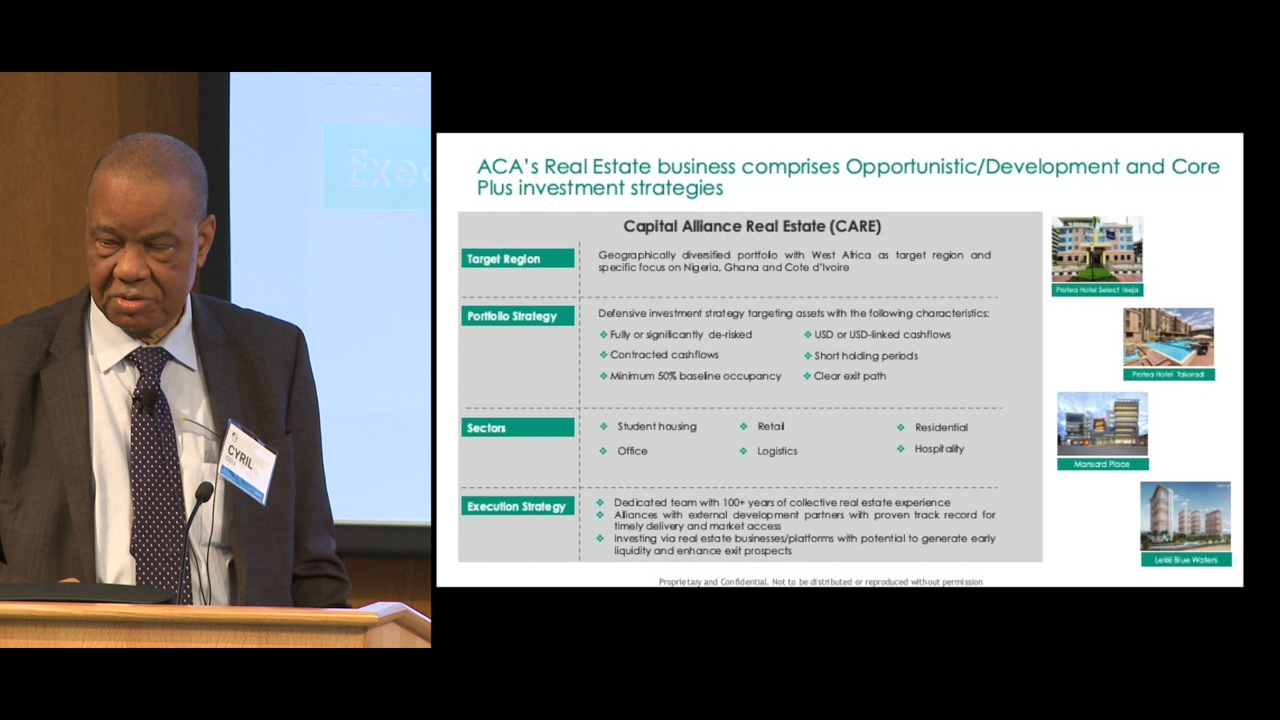 Exec
CYRIL
ACA's Real Estate business comprises Opportunistic/Development and Core
Plus investment strategies
Capital Alliance Real Estate (CARE)
Target Region
Geographically diversified portfolio with West Africa as target region and
specific focus on Nigeria, Ghana and Cote d'Ivoire
Portfolio Strategy
Defensive investment strategy targeting assets with the following characteristics:
❖ Fully or significantly de-risked
❖ USD or USD-linked cashflows
❖ Contracted cashflows
❖ Short holding periods
❖ Minimum 50% baseline occupancy
❖ Clear exit path
Sectors
❖ Student housing
❖ Retail
❖ Residential
❖ Office
❖ Logistics
❖ Hospitality
Execution Strategy
❖ Dedicated team with 100+ years of collective real estate experience
❖ Alliances with external development partners with proven track record for
timely delivery and market access
❖ Investing via real estate businesses/platforms with potential to generate early
liquidity and enhance exit prospects
Protea Hotel Select Ikeja
Protea Hotel Takoradi
Mansard Place
Lekki Blue Waters
Proprietary and Confidential. Not to be distributed or reproduced without permission